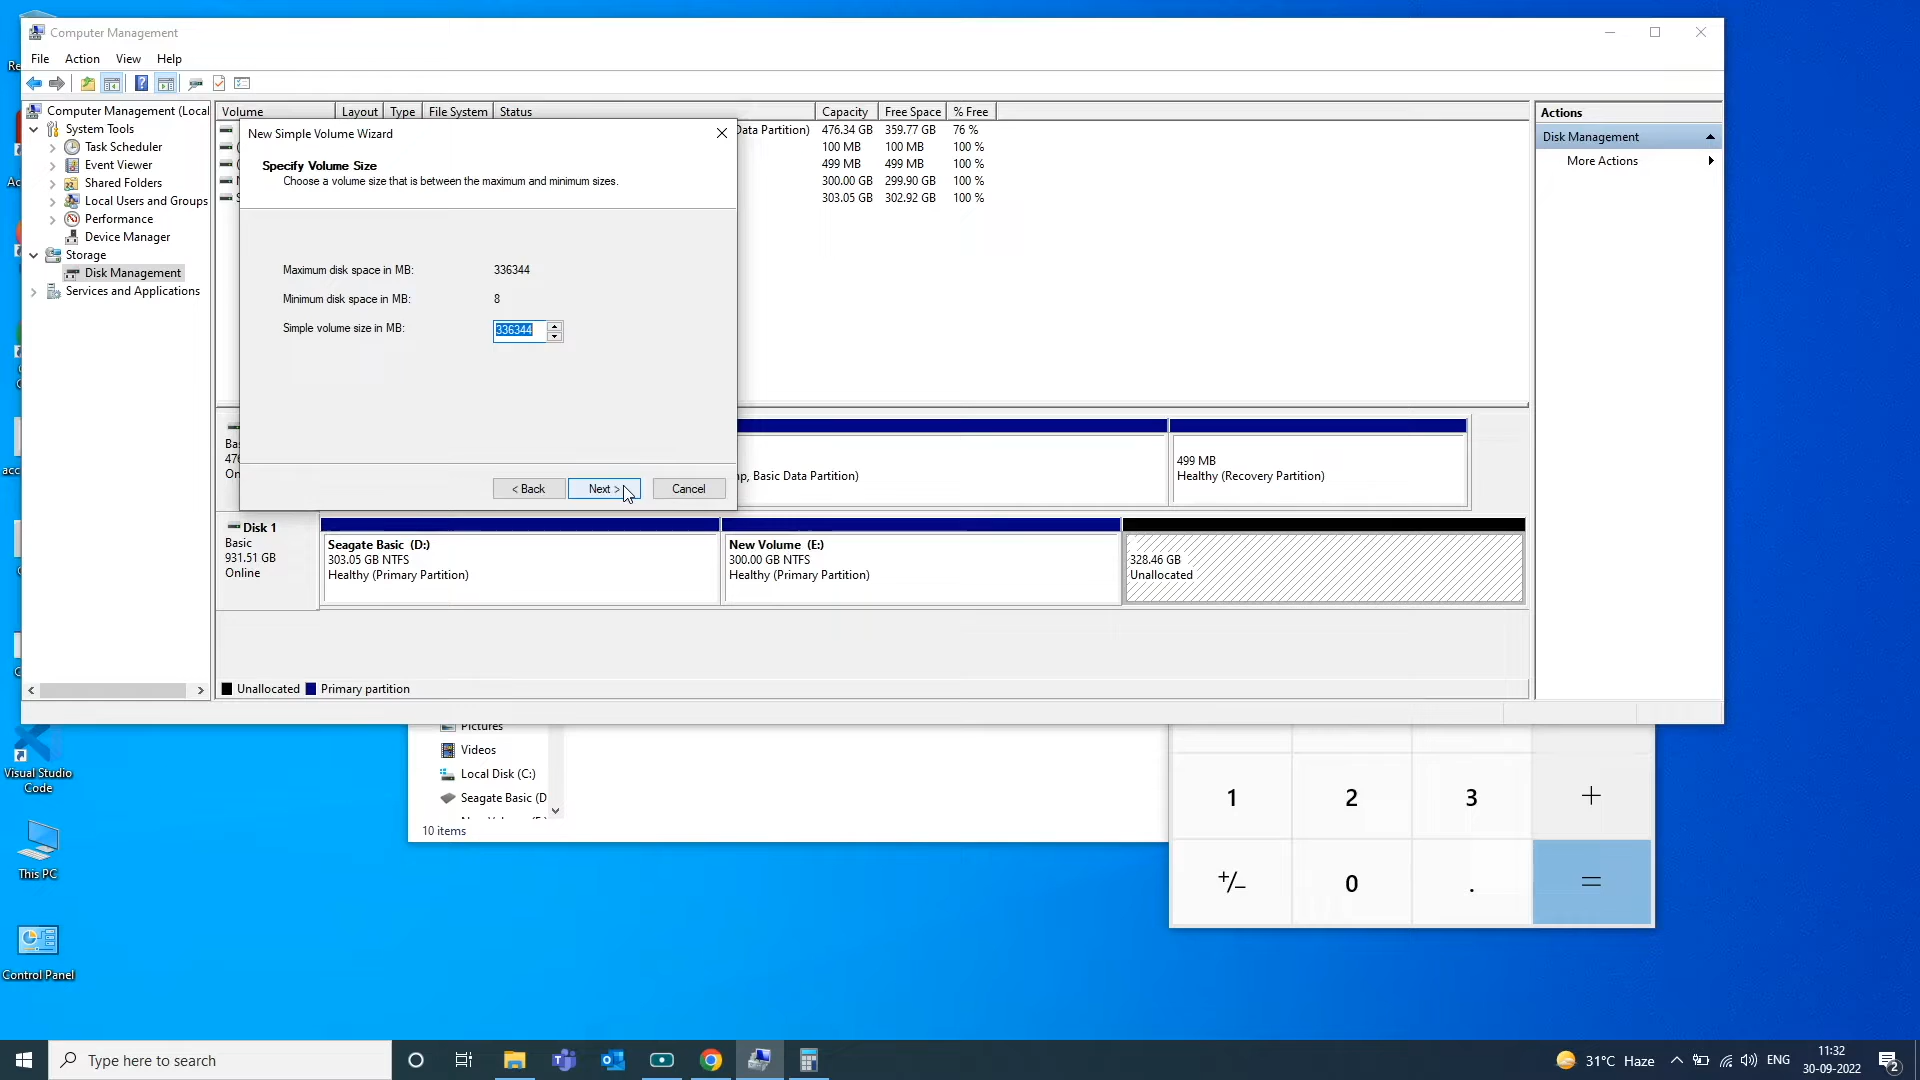 Computer Management
File Action View Help
Computer Management (Local
System Tools
Task Scheduler
Event Viewer
Shared Folders
Local Users and Groups
Performance
Device Manager
Storage
Disk Management
Services and Applications
Volume Layout Type File System Status Capacity Free Space % Free
Data Partition) 476.34 GB 359.77 GB 76 %
100 MB 100 MB 100 %
499 MB 499 MB 100 %
300.00 GB 299.90 GB 100 %
303.05 GB 302.92 GB 100 %
New Simple Volume Wizard
Specify Volume Size
Choose a volume size that is between the maximum and minimum sizes.
Maximum disk space in MB: 336344
Minimum disk space in MB: 8
Simple volume size in MB: 336344
< Back Next > Cancel
Actions
Disk Management
More Actions
Ba
476
On
mp, Basic Data Partition)
499 MB
Healthy (Recovery Partition)
Disk 1
Basic
931.51 GB
Online
Seagate Basic (D:)
303.05 GB NTFS
Healthy (Primary Partition)
New Volume (E:)
300.00 GB NTFS
Healthy (Primary Partition)
328.46 GB
Unallocated
Unallocated Primary partition
Pictures
Videos
Local Disk (C:)
Seagate Basic (D
10 items
1 2 3 +
+/- 0 . =
Visual Studio
Code
This PC
Control Panel
Type here to search
31°C Haze
ENG
11:32
30-09-2022
2